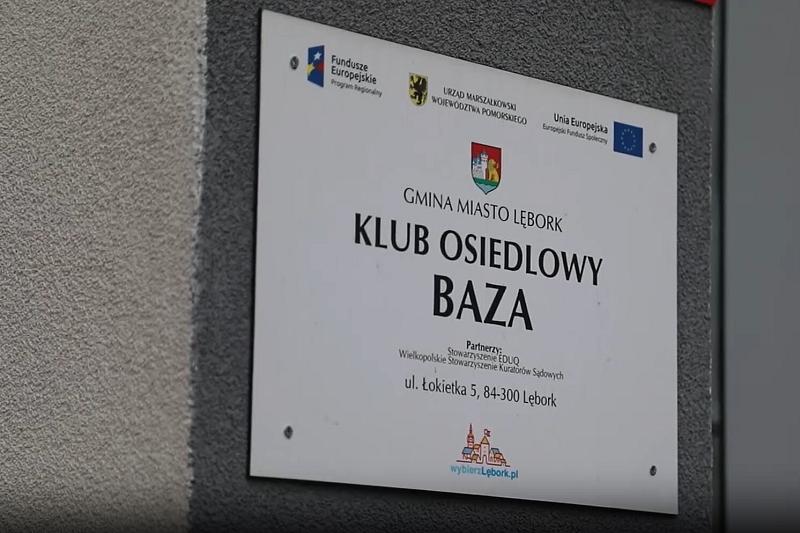 Fundusze
Europejskie
Program Regionalny
URZĄD MARSZAŁKOWSKI
WOJEWÓDZTWA POMORSKIEGO
Unia Europejska
Europejski Fundusz Społeczny
GMINA MIASTO LĘBORK
KLUB OSIEDLOWY
BAZA
Partnerzy:
Stowarzyszenie EDUQ
Wielkopolskie Stowarzyszenie Kuratorów Sądowych
ul. Łokietka 5, 84-300 Lębork
wybierzLębork.pl